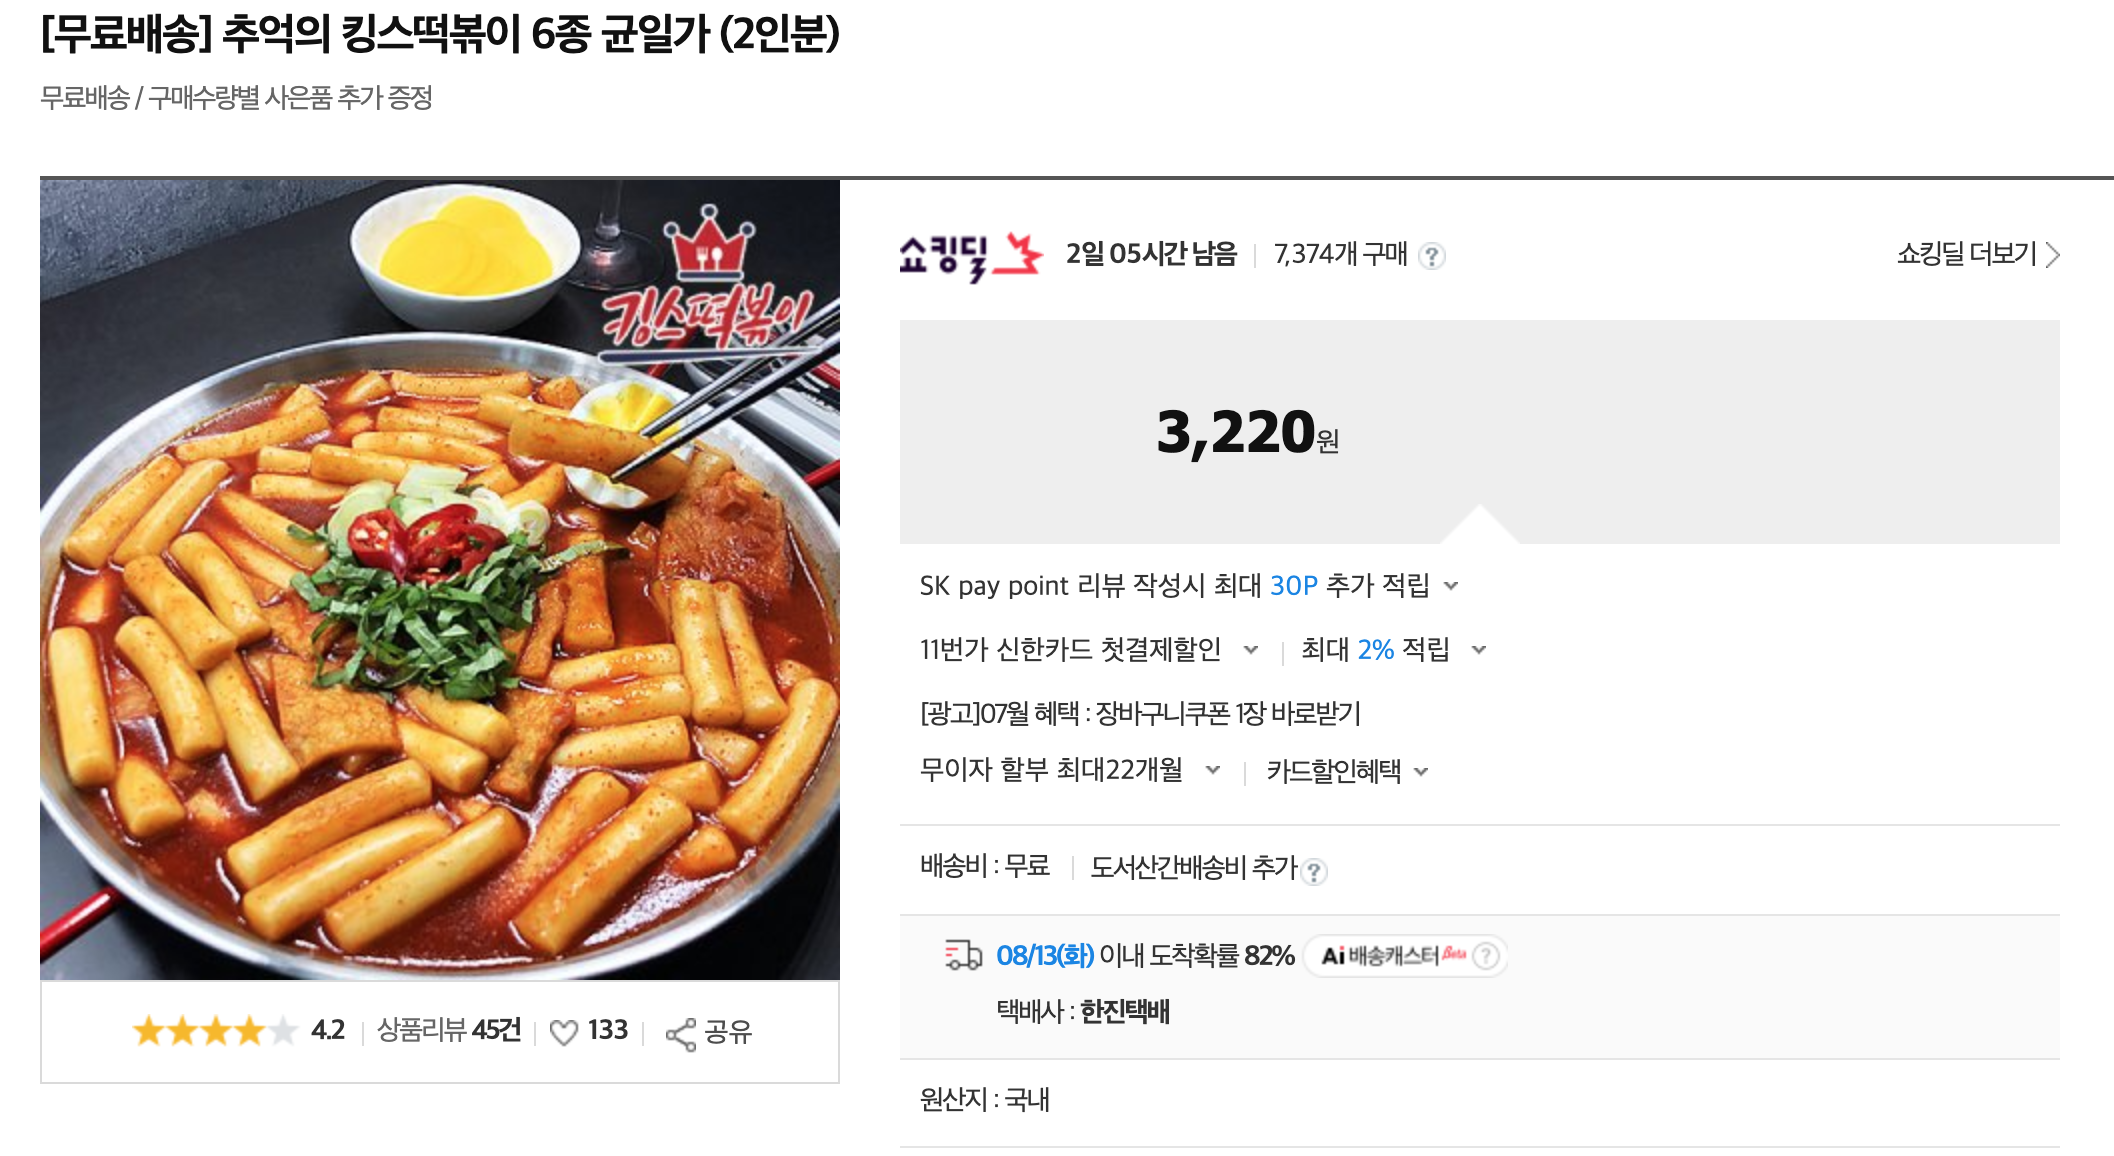 [무료배송] 추억의 킹스떡볶이 6종 균일가 (2인분)
무료배송 / 구매수량별 사은품 추가 증정
킹스떡볶이
쇼킹딜 2일 05시간 남음 7,374개 구매 ? 쇼킹딜 더보기
3,220원
SK pay point 리뷰 작성시 최대 30P 추가 적립
11번가 신한카드 첫결제할인 최대 2% 적립
[광고]07월 혜택 : 장바구니쿠폰 1장 바로받기
무이자 할부 최대22개월 카드할인혜택
배송비 : 무료 도서산간배송비 추가 ?
08/13(화) 이내 도착확률 82% Ai 배송캐스터 Beta ?
택배사 : 한진택배
4.2 상품리뷰 45건 133 공유
원산지 : 국내